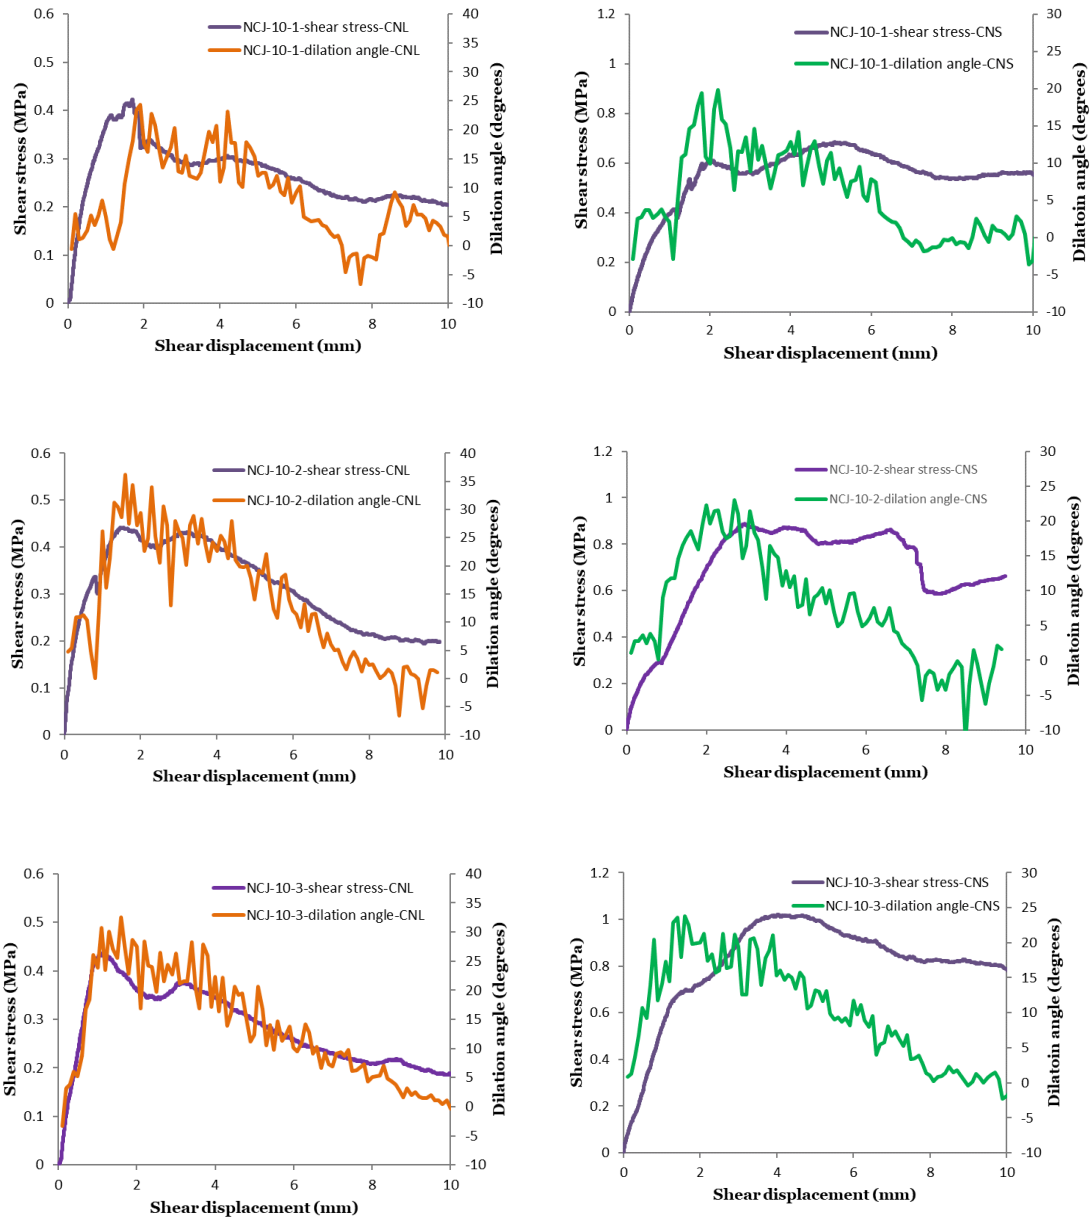 NCJ-10-1-shear stress-CNL
NCJ-10-1-dilation angle-CNL
Shear stress (MPa)
0.6
0.5
0.4
0.3
0.2
0.1
0
40
35
30
25
20
15
10
5
0
-5
-10
Dilation angle (degrees)
0 2 4 6 8 10
Shear displacement (mm)
NCJ-10-1-shear stress-CNS
NCJ-10-1-dilation angle-CNS
Shear stress (MPa)
1.2
1
0.8
0.6
0.4
0.2
0
30
25
20
15
10
5
0
-5
-10
Dilatoin angle (degrees)
0 2 4 6 8 10
Shear displacement (mm)
NCJ-10-2-shear stress-CNL
NCJ-10-2-dilation angle-CNL
Shear stress (MPa)
0.6
0.5
0.4
0.3
0.2
0.1
0
40
35
30
25
20
15
10
5
0
-5
-10
Dilation angle (degrees)
0 2 4 6 8 10
Shear displacement (mm)
NCJ-10-2-shear stress-CNS
NCJ-10-2-dilation angle-CNS
Shear stress (MPa)
1.2
1
0.8
0.6
0.4
0.2
0
30
25
20
15
10
5
0
-5
-10
Dilatoin angle (degrees)
0 2 4 6 8 10
Shear displacement (mm)
NCJ-10-3-shear stress-CNL
NCJ-10-3-dilation angle-CNL
Shear stress (MPa)
0.6
0.5
0.4
0.3
0.2
0.1
0
40
35
30
25
20
15
10
5
0
-5
-10
Dilation angle (degrees)
0 2 4 6 8 10
Shear displacement (mm)
NCJ-10-3-shear stress-CNS
NCJ-10-3-dilation angle-CNS
Shear stress (MPa)
1.2
1
0.8
0.6
0.4
0.2
0
30
25
20
15
10
5
0
-5
-10
Dilatoin angle (degrees)
0 2 4 6 8 10
Shear displacement (mm)